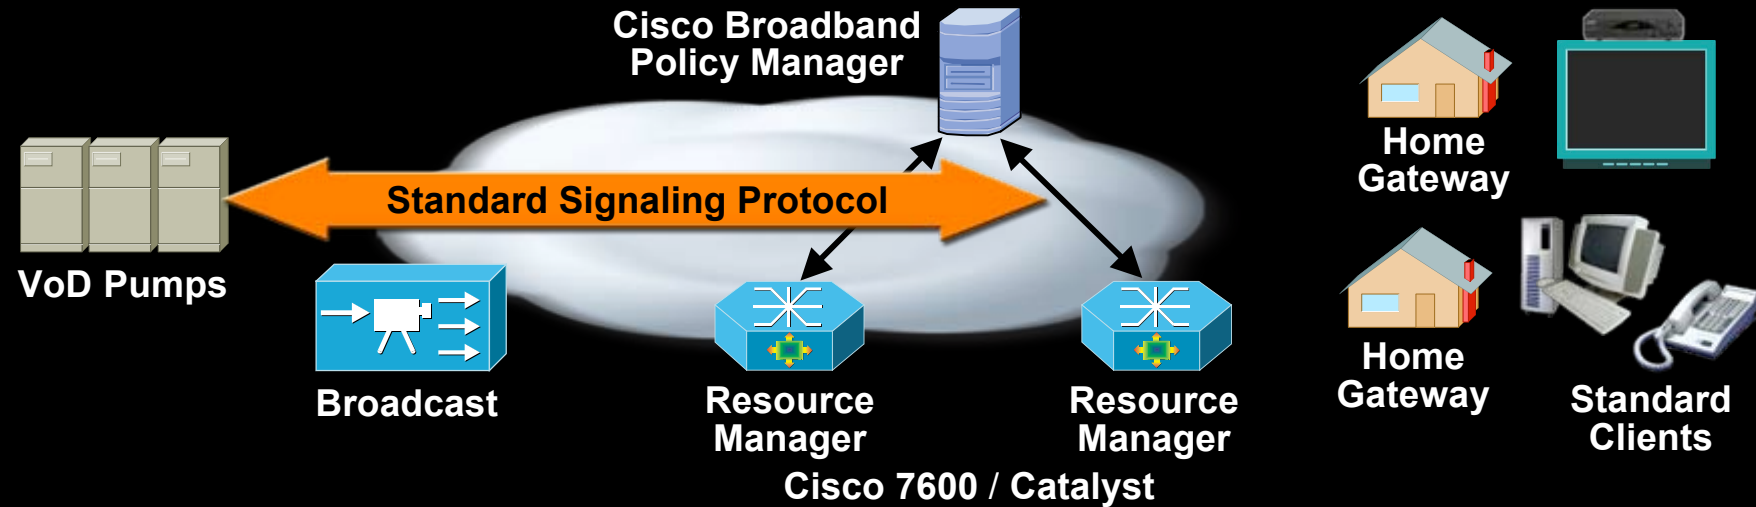 Cisco Broadband
Policy Manager
Standard Signaling Protocol
VoD Pumps
Broadcast
Resource
Manager
Resource
Manager
Cisco 7600 / Catalyst
Home
Gateway
Home
Gateway
Standard
Clients